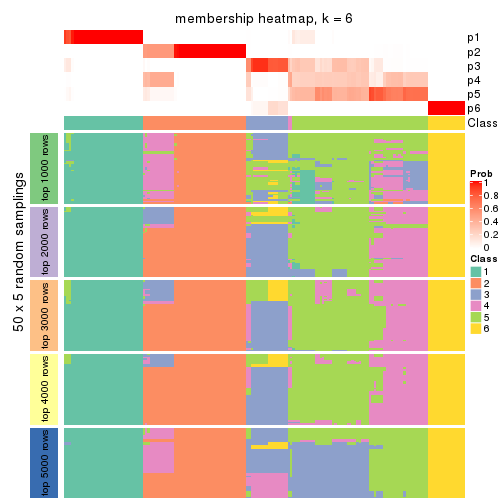 membership heatmap, k = 6
p1
p2
p3
p4
p5
p6
Class
50 x 5 random samplings
top 1000 rows
top 2000 rows
top 3000 rows
top 4000 rows
top 5000 rows
Prob
1
0.8
0.6
0.4
0.2
0
Class
1
2
3
4
5
6